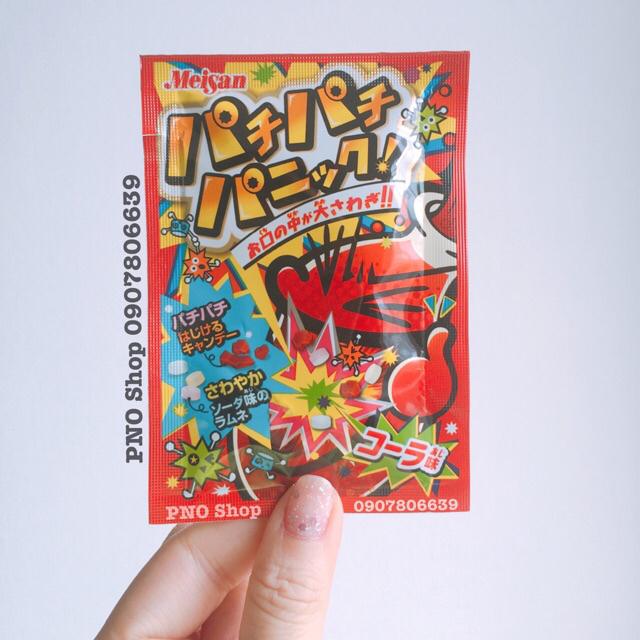 Meisan
パチパチ
パニック!
お口の中が大さわぎ!!
パチパチ
はじける
キャンデー
さわやか
ソーダ味の
ラムネ
コーラ味
PNO Shop 0907806639
PNO Shop
0907806639